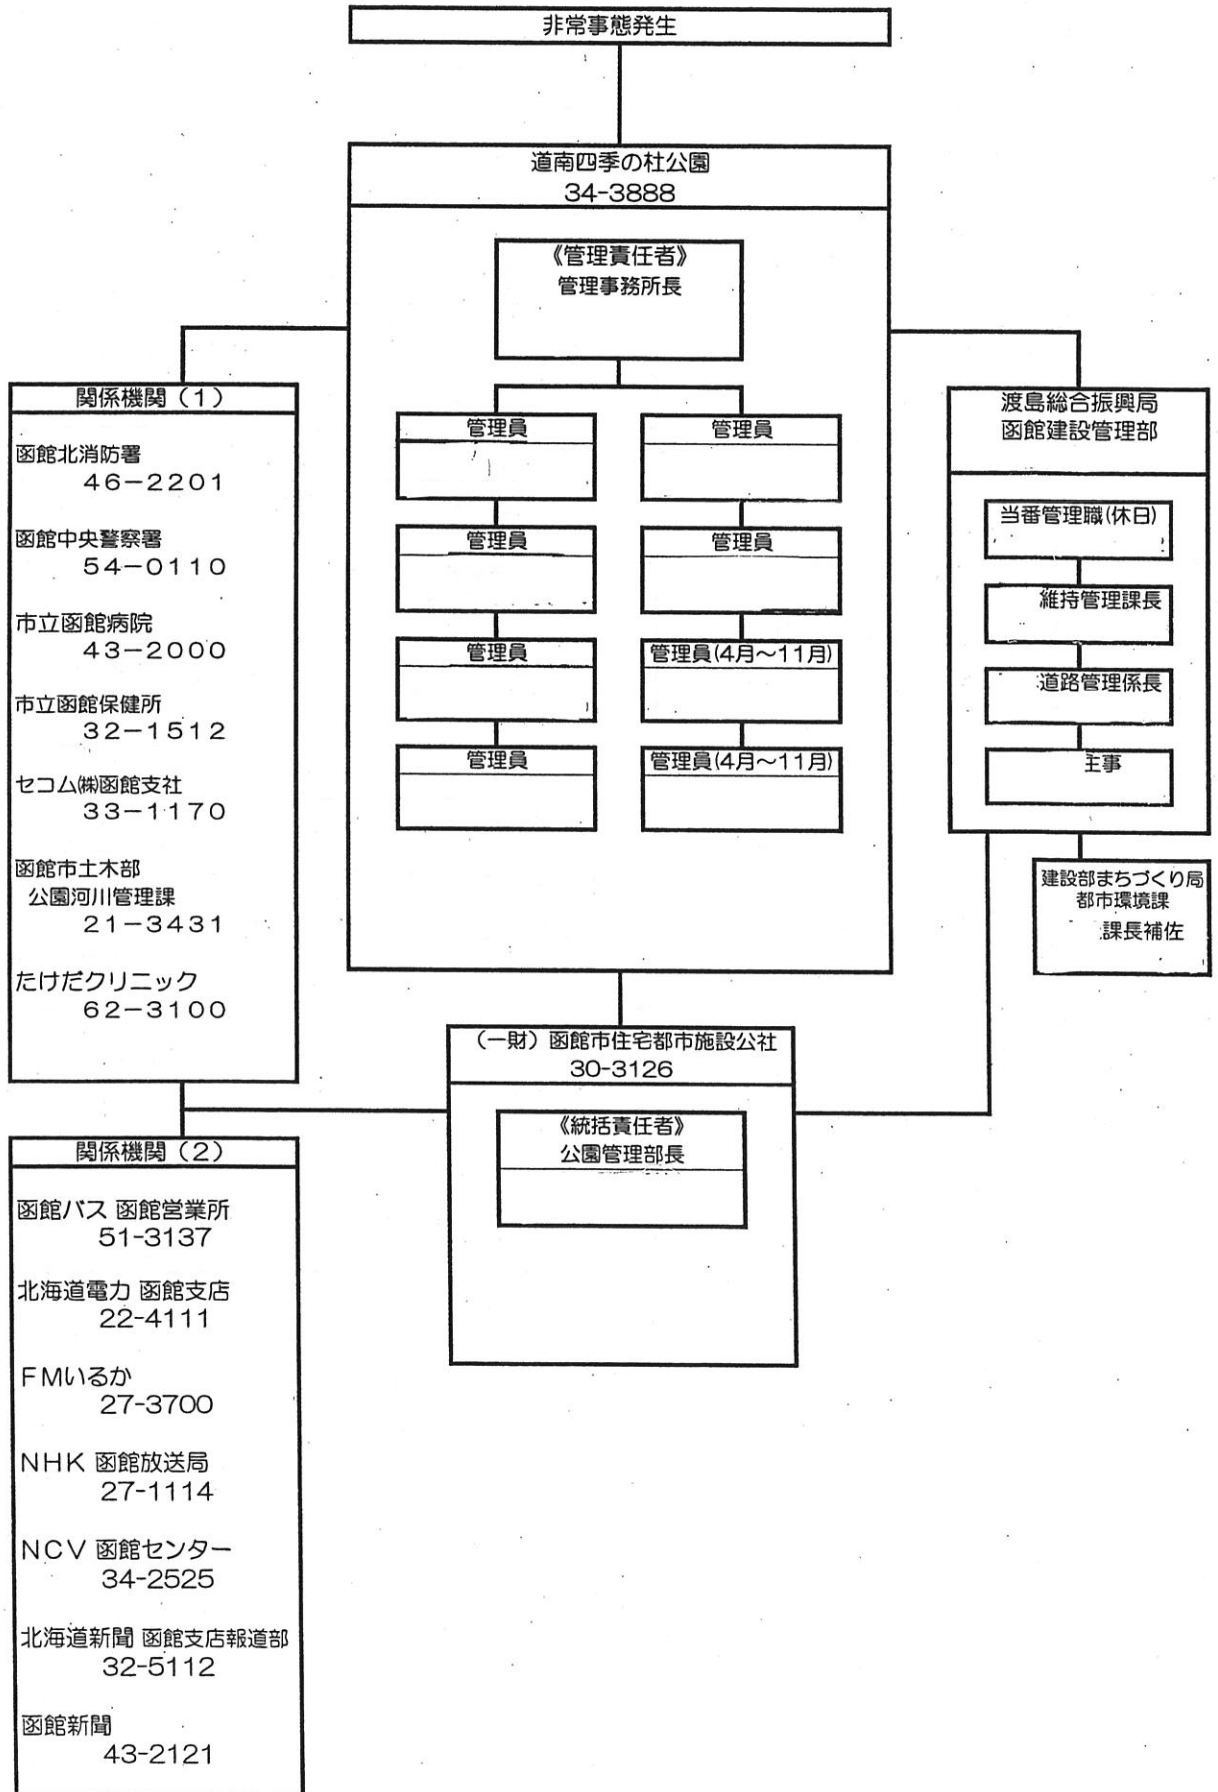 非常事態発生
道南四季の杜公園
34-3888
《管理責任者》
管理事務所長
管理員
管理員
管理員
管理員
管理員
管理員(4月～11月)
管理員
管理員(4月～11月)
関係機関（1）
函館北消防署
46－2201
函館中央警察署
54－0110
市立函館病院
43－2000
市立函館保健所
32－1512
セコム㈱函館支社
33－1170
函館市土木部
公園河川管理課
21－3431
たけだクリニック
62－3100
渡島総合振興局
函館建設管理部
当番管理職(休日)
維持管理課長
道路管理係長
主事
建設部まちづくり局
都市環境課
課長補佐
（一財）函館市住宅都市施設公社
30-3126
《統括責任者》
公園管理部長
関係機関（2）
函館バス 函館営業所
51-3137
北海道電力 函館支店
22-4111
FMいるか
27-3700
NHK 函館放送局
27-1114
NCV 函館センター
34-2525
北海道新聞 函館支店報道部
32-5112
函館新聞
43-2121